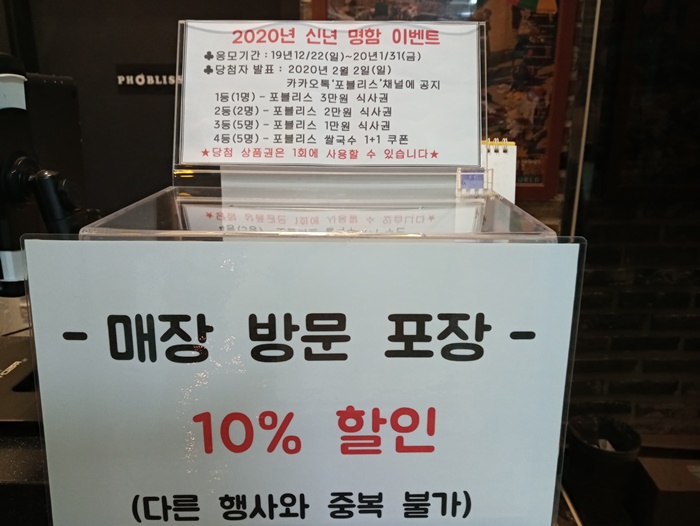 2020년 신년 명함 이벤트
♣응모기간 : 19년12/22(일)~20년1/31(금)
♣당첨자 발표 : 2020년 2월 2일(일)
카카오톡'포블리스'채널에 공지
1등(1명) - 포블리스 3만원 식사권
2등(2명) - 포블리스 2만원 식사권
3등(5명) - 포블리스 1만원 식사권
4등(5명) - 포블리스 쌀국수 1+1 쿠폰
★당첨 상품권은 1회에 사용할 수 있습니다★
PHOBLISS
- 매장 방문 포장 -
10% 할인
(다른 행사와 중복 불가)